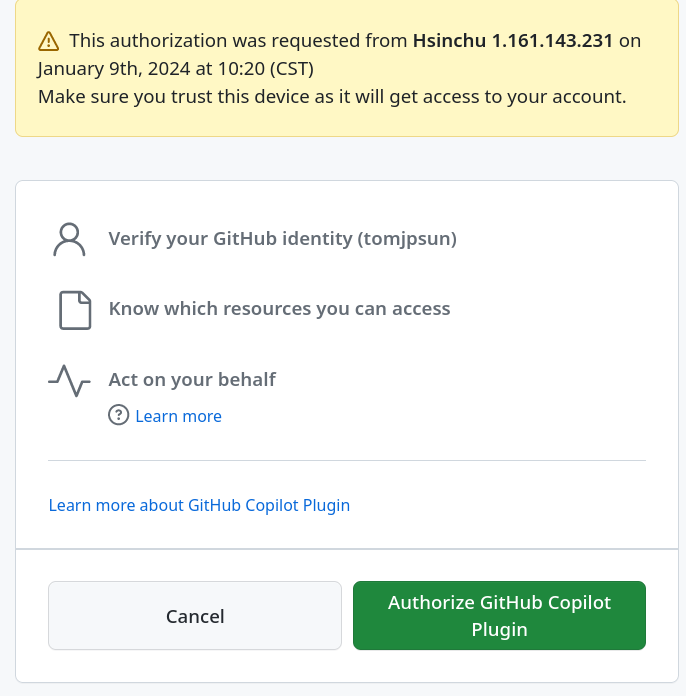 This authorization was requested from Hsinchu 1.161.143.231 on
January 9th, 2024 at 10:20 (CST)
Make sure you trust this device as it will get access to your account.
Verify your GitHub identity (tomjpsun)
Know which resources you can access
Act on your behalf
Learn more
Learn more about GitHub Copilot Plugin
Cancel
Authorize GitHub Copilot
Plugin